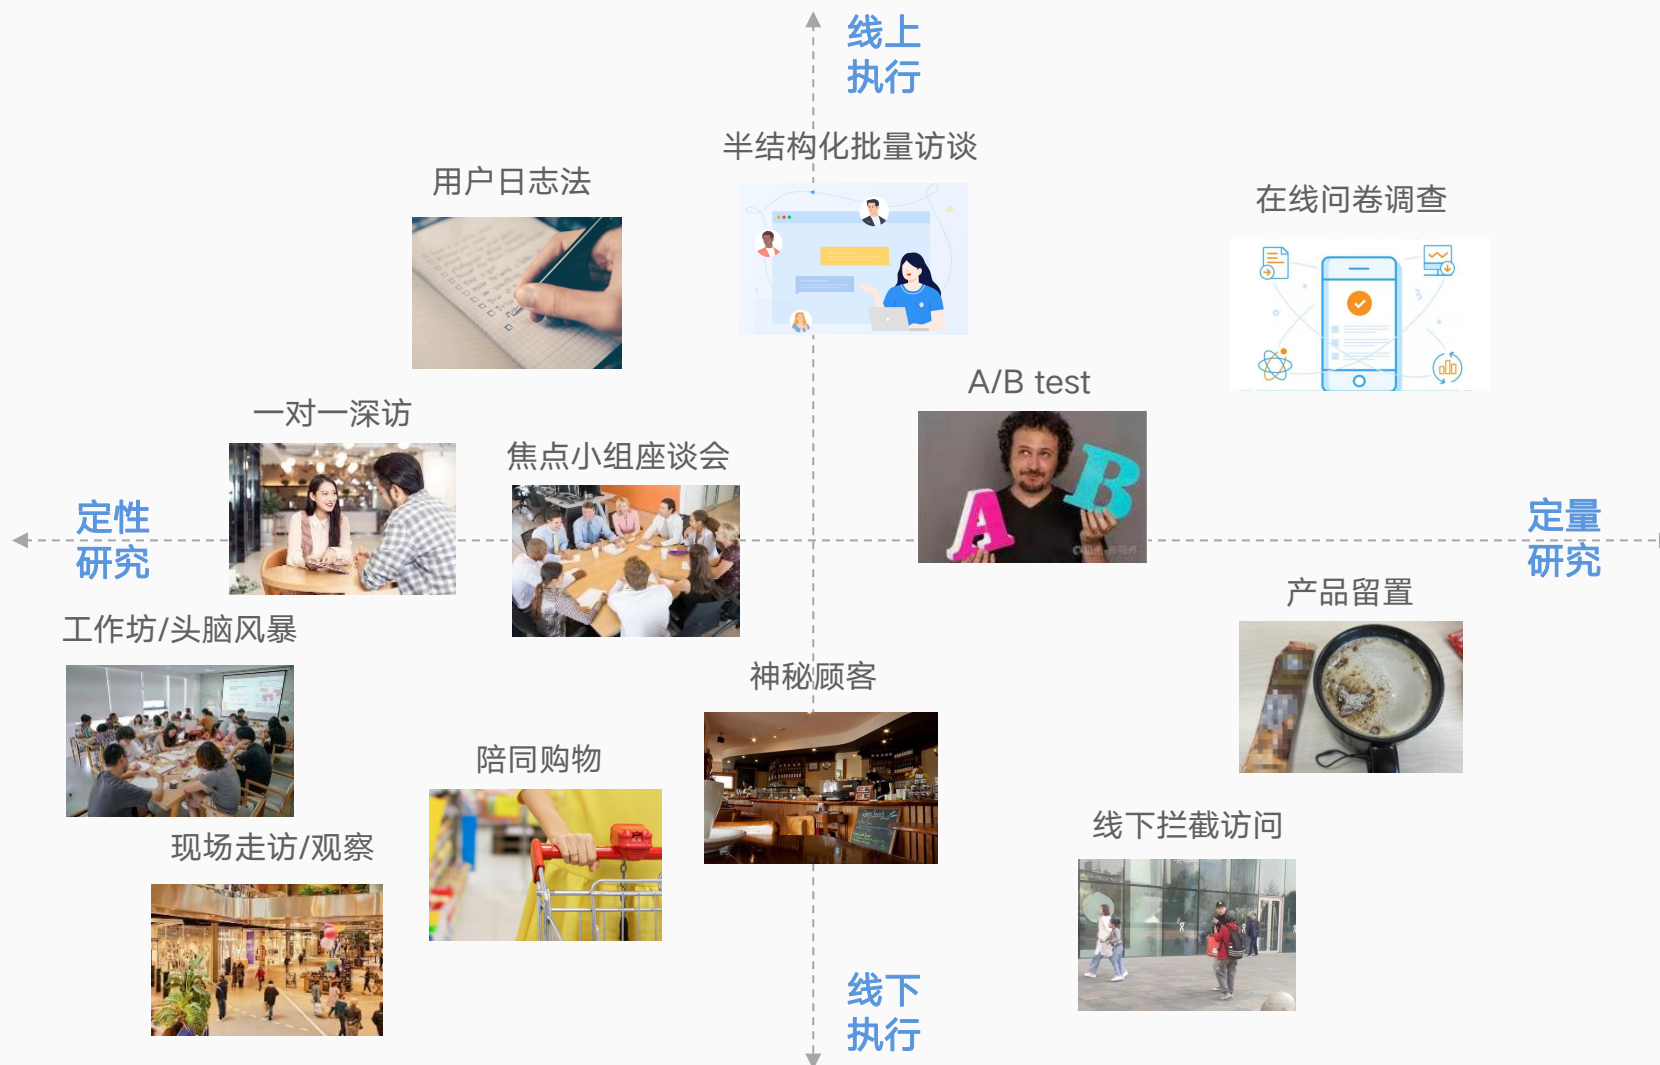 线上
执行
半结构化批量访谈
用户日志法
在线问卷调查
A/B test
一对一深访
焦点小组座谈会
A
B
定性
研究
定量
研究
产品留置
工作坊/头脑风暴
神秘顾客
陪同购物
线下拦截访问
现场走访/观察
线下
执行